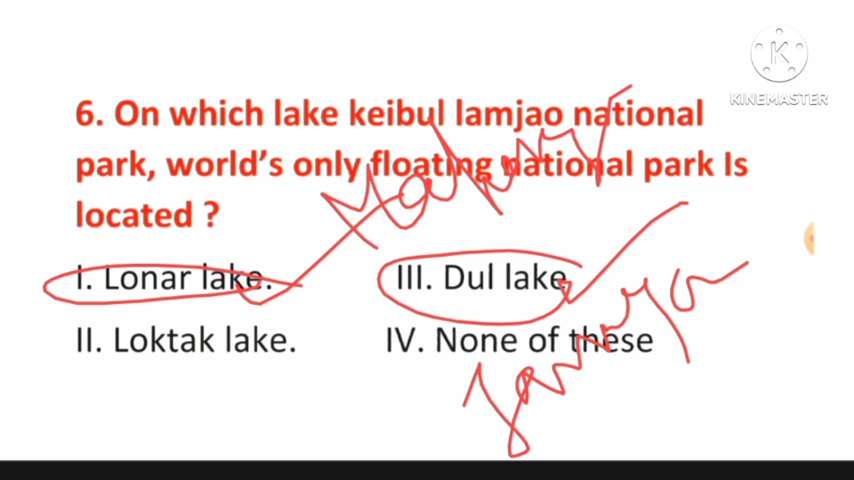 6. On which lake keibul lamjao national
park, world's only floating national park Is
located ?
I. Lonar lake.
III. Dul lake.
II. Loktak lake.
IV. None of these
KINEMASTER